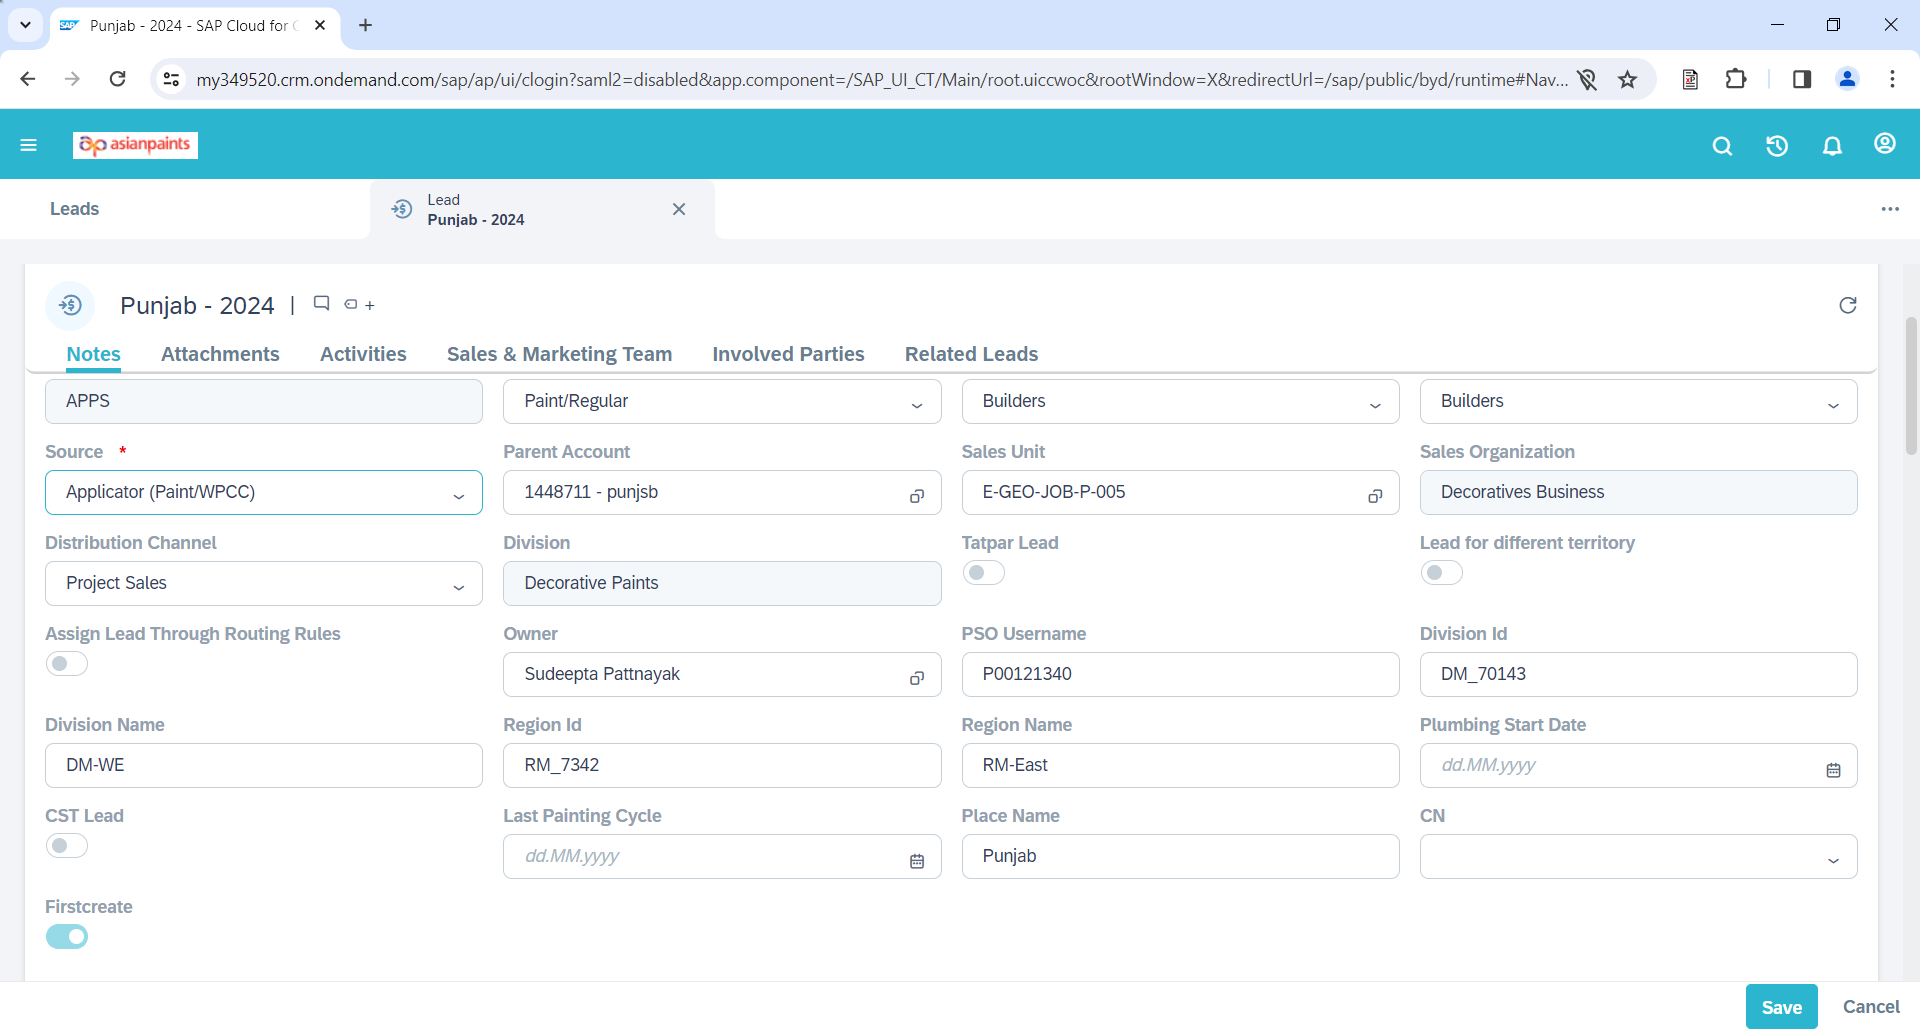 Punjab - 2024 - SAP Cloud for C
my349520.crm.ondemand.com/sap/ap/ui/clogin?saml2=disabled&app.component=/SAP_UI_CT/Main/root.uiccwoc&rootWindow=X&redirectUrl=/sap/public/byd/runtime#Nav...
asianpaints
Leads
Lead
Punjab - 2024
Punjab - 2024 |
Notes Attachments Activities Sales & Marketing Team Involved Parties Related Leads
APPS Paint/Regular Builders Builders
Source * Parent Account Sales Unit Sales Organization
Applicator (Paint/WPCC) 1448711 - punjsb E-GEO-JOB-P-005 Decoratives Business
Distribution Channel Division Tatpar Lead Lead for different territory
Project Sales Decorative Paints
Assign Lead Through Routing Rules Owner PSO Username Division Id
Sudeepta Pattnayak P00121340 DM_70143
Division Name Region Id Region Name Plumbing Start Date
DM-WE RM_7342 RM-East dd.MM.yyyy
CST Lead Last Painting Cycle Place Name CN
dd.MM.yyyy Punjab
Firstcreate
Save Cancel